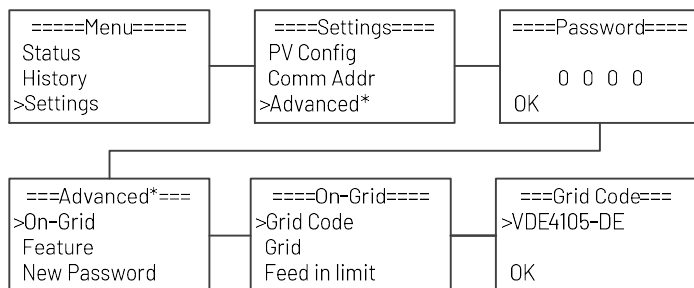 =====Menu=====
Status
History
>Settings
====Settings====
PV Config
Comm Addr
>Advanced*
====Password====
0 0 0 0
OK
===Advanced*===
>On-Grid
Feature
New Password
====On-Grid====
>Grid Code
Grid
Feed in limit
===Grid Code===
>VDE4105-DE
OK